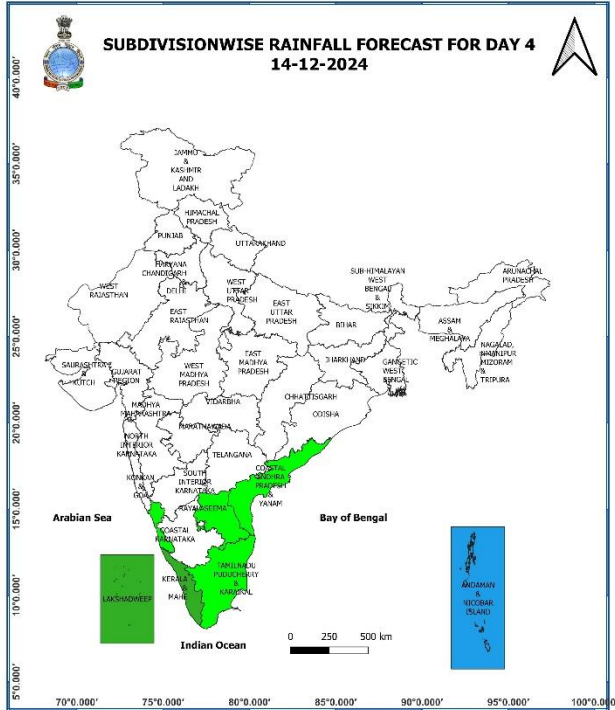 SUBDIVISIONWISE RAINFALL FORECAST FOR DAY 4
14-12-2024
40°0.000'
35°0.000'
30°0.000'
25°0.000'
20°0.000'
15°0.000'
10°0.000'
5°0.000'
JAMMO
&
KASHMIR
AND
LADAKH
HIMACHAL
PRADESH
PUNJAB
UTTARAKHAND
HARYANA
CHANDIGARH
&
DELHI
WEST
RAJASTHAN
EAST
RAJASTHAN
WEST
UTTAR
PRADESH
EAST
UTTAR
PRADESH
SUB-HIMALAYAN
WEST
BENGAL
&
SIKKIM
ARUNACHAL
PRADESH
ASSAM
&
MEGHALAYA
NAGALAD,
MANIPUR
MIZORAM
&
TRIPURA
BIHAR
JHARKHAND
GANGETIC
WEST
BENGAL
SAURASHTRA
&
KUTCH
GUJARAT
REGION
WEST
MADHYA
PRADESH
EAST
MADHYA
PRADESH
CHHATTISGARH
ODISHA
MADHYA
MAHARASHTRA
VIDARBHA
MARATHAWADA
NORTH
INTERIOR
KARNATAKA
TELANGANA
KONKAN
&
GOA
SOUTH
INTERIOR
KARNATAKA
COASTAL
ANDHRA
PRADESH
&
YANAM
RAYALASEEMA
COASTAL
KARNATAKA
TAMILNADU
PUDUCHERRY
&
KARAIKAL
KERALA
&
MAHE
LAKSHADWEEP
ANDAMAN
&
NICOBAR
ISLAND
Arabian Sea
Bay of Bengal
Indian Ocean
0 250 500 km
70°0.000' 75°0.000' 80°0.000' 85°0.000' 90°0.000' 95°0.000' 100°0.000'